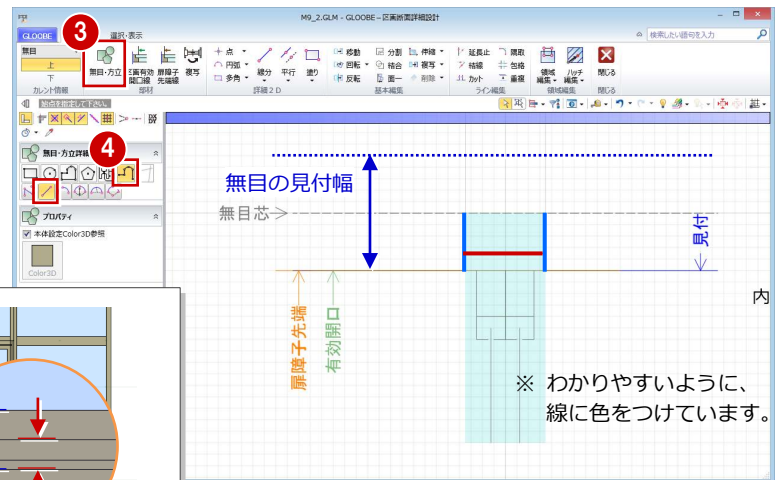 M9_2.GLM - GLOOBE - 区画断面詳細設計
GLOOBE 選択・表示 検索したい語句を入力
3
無目
上
下
カレント情報
無目・方立 区画有効開口線 扉障子先端線 複写
部材
点 円弧 多角 線分 平行 塗り
詳細2D
移動 分割 伸縮
回転 結合 複写
反転 面一 削除
基本編集
延長止 隅取
結線 包絡
カット 重複
ライン編集
領域編集 ハッチ編集
領域編集
閉じる
閉じる
始点を指示して下さい。
4
無目・方立詳細
プロパティ
本体設定Color3D参照
Color3D
無目の見付幅
無目芯
見付
扉障子先端
有効開口
内
※ わかりやすいように、
線に色をつけています。